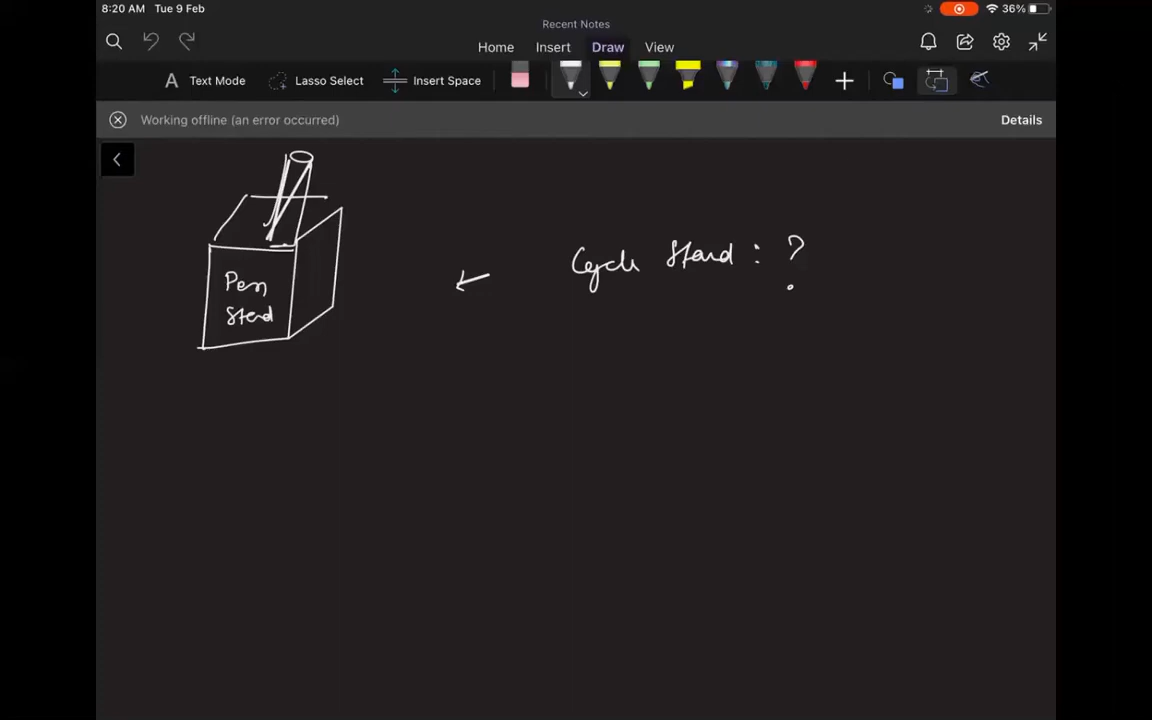 8:20 AM Tue 9 Feb
36%
Recent Notes
Home Insert Draw View
A Text Mode Lasso Select Insert Space
Working offline (an error occurred) Details
Cycle Stand : ?
Pen
Stand